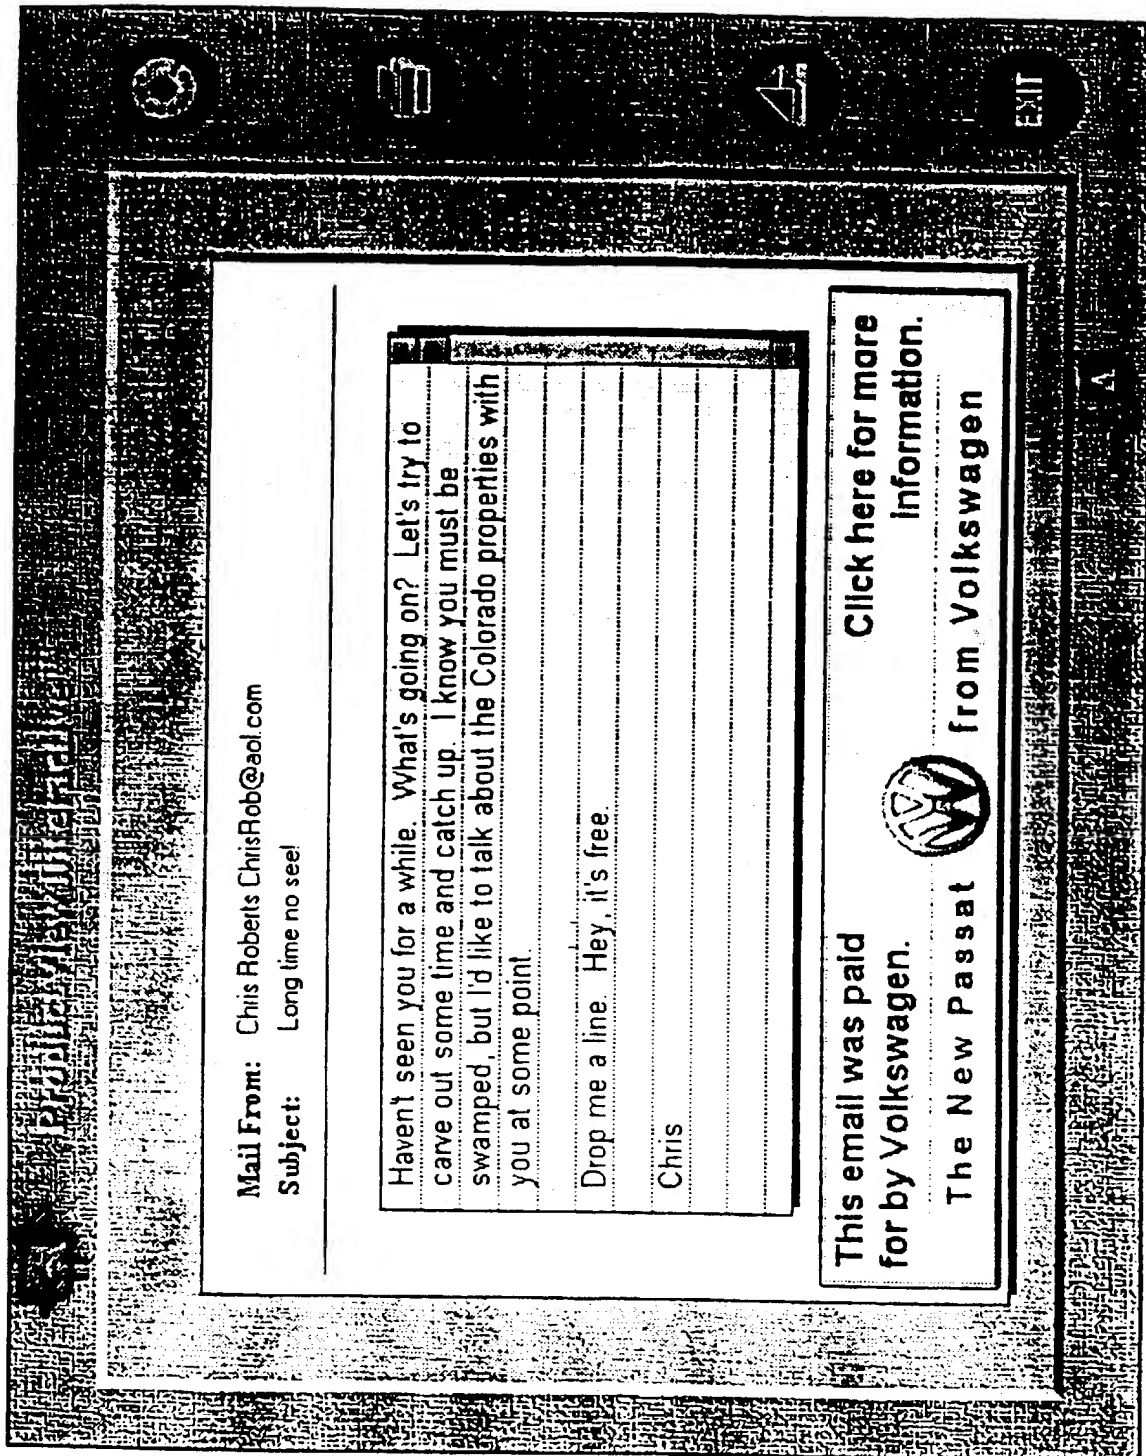 Mail From: Chris Roberts ChrisRob@aol.com
Subject: Long time no see!
Haven't seen you for a while. What's going on? Let's try to
carve out some time and catch up. I know you must be
swamped, but I'd like to talk about the Colorado properties with
you at some point.
Drop me a line. Hey, it's free.
Chris
This email was paid
for by Volkswagen.
Click here for more
Information.
The New Passat from Volkswagen
EXIT
A